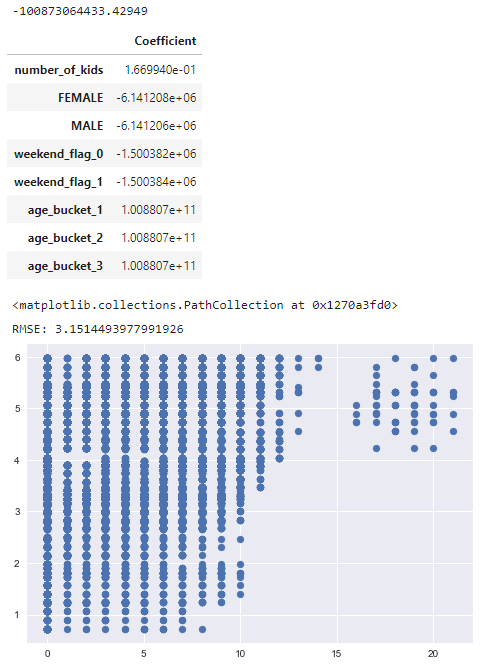 -100873064433.42949
Coefficient
number_of_kids 1.669940e-01
FEMALE -6.141208e+06
MALE -6.141206e+06
weekend_flag_0 -1.500382e+06
weekend_flag_1 -1.500384e+06
age_bucket_1 1.008807e+11
age_bucket_2 1.008807e+11
age_bucket_3 1.008807e+11
<matplotlib.collections.PathCollection at 0x1270a3fd0>
RMSE: 3.1514493977991926
6
5
4
3
2
1
0 5 10 15 20